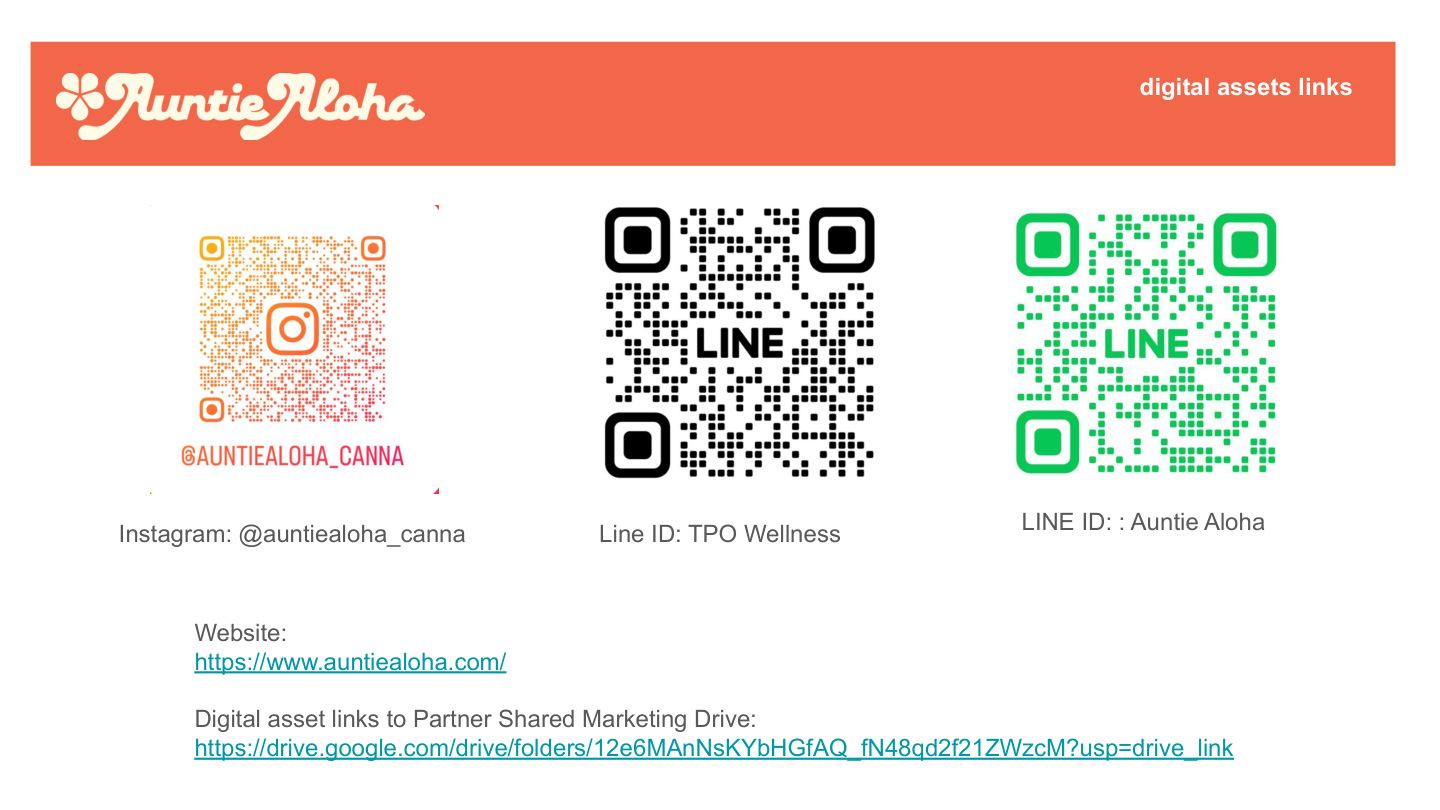 Auntie Aloha
digital assets links
LINE
LINE
@AUNTIEALOHA_CANNA
Instagram: @auntiealoha_canna
Line ID: TPO Wellness
LINE ID: : Auntie Aloha
Website:
https://www.auntiealoha.com/
Digital asset links to Partner Shared Marketing Drive:
https://drive.google.com/drive/folders/12e6MAnNsKYbHGfAQ_fN48qd2f21ZWzcM?usp=drive_link